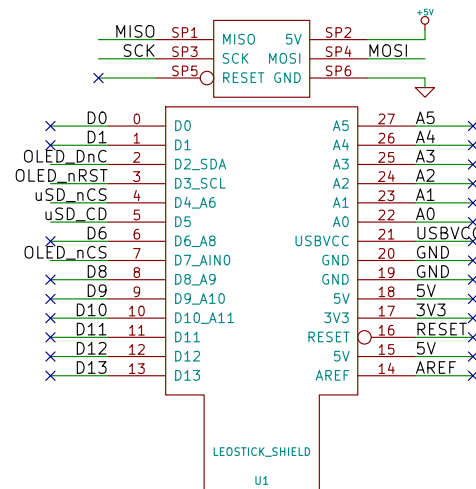 +5V
MISO SP1 MISO 5V SP2
SCK SP3 SCK MOSI SP4 MOSI
SP5 RESET GND SP6
D0 0 D0 A5 27 A5
D1 1 D1 A4 26 A4
OLED_DnC 2 D2_SDA A3 25 A3
OLED_nRST 3 D3_SCL A2 24 A2
uSD_nCS 4 D4_A6 A1 23 A1
uSD_CD 5 D5 A0 22 A0
D6 6 D6_A8 USBVCC 21 USBVCC
OLED_nCS 7 D7_AIN0 GND 20 GND
D8 8 D8_A9 GND 19 GND
D9 9 D9_A10 5V 18 5V
D10 10 D10_A11 3V3 17 3V3
D11 11 D11 RESET 16 RESET
D12 12 D12 5V 15 5V
D13 13 D13 AREF 14 AREF
LEOSTICK_SHIELD
U1